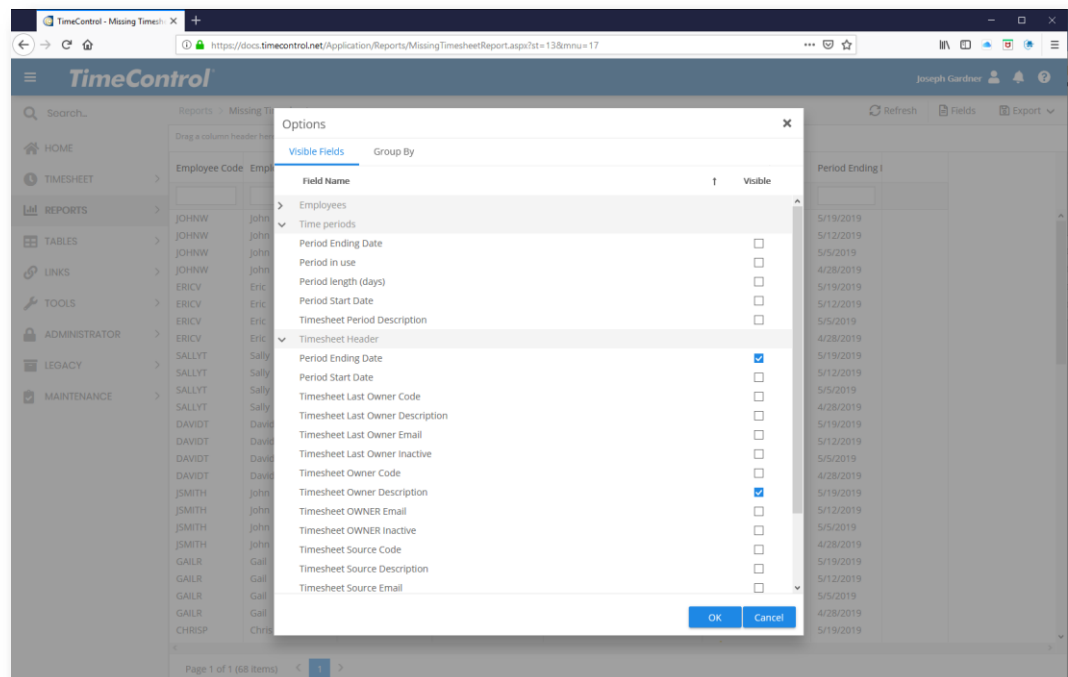 TimeControl - Missing Timesh
https://docs.timecontrol.net/Application/Reports/MissingTimesheetReport.aspx?st=13&mnu=17
TimeControl
Joseph Gardner
Search..
Reports > Missing Ti
Refresh Fields Export
Drag a column header her
Options
Visible Fields Group By
HOME
TIMESHEET
REPORTS
TABLES
LINKS
TOOLS
ADMINISTRATOR
LEGACY
MAINTENANCE
Employee Code Empl Period Ending
Field Name Visible
Employees
Time periods
Period Ending Date
Period in use
Period length (days)
Period Start Date
Timesheet Period Description
Timesheet Header
Period Ending Date
Period Start Date
Timesheet Last Owner Code
Timesheet Last Owner Description
Timesheet Last Owner Email
Timesheet Last Owner Inactive
Timesheet Owner Code
Timesheet Owner Description
Timesheet OWNER Email
Timesheet OWNER Inactive
Timesheet Source Code
Timesheet Source Description
Timesheet Source Email
OK Cancel
JOHNW John 5/19/2019
JOHNW John 5/12/2019
JOHNW John 5/5/2019
JOHNW John 4/28/2019
ERICV Eric 5/19/2019
ERICV Eric 5/12/2019
ERICV Eric 5/5/2019
ERICV Eric 4/28/2019
SALLYT Sally 5/19/2019
SALLYT Sally 5/12/2019
SALLYT Sally 5/5/2019
SALLYT Sally 4/28/2019
DAVIDT David 5/19/2019
DAVIDT David 5/12/2019
DAVIDT David 5/5/2019
DAVIDT David 4/28/2019
JSMITH John 5/19/2019
JSMITH John 5/12/2019
JSMITH John 5/5/2019
JSMITH John 4/28/2019
GAILR Gail 5/19/2019
GAILR Gail 5/12/2019
GAILR Gail 5/5/2019
GAILR Gail 4/28/2019
CHRISP Chris 5/19/2019
Page 1 of 1 (68 items) < 1 >